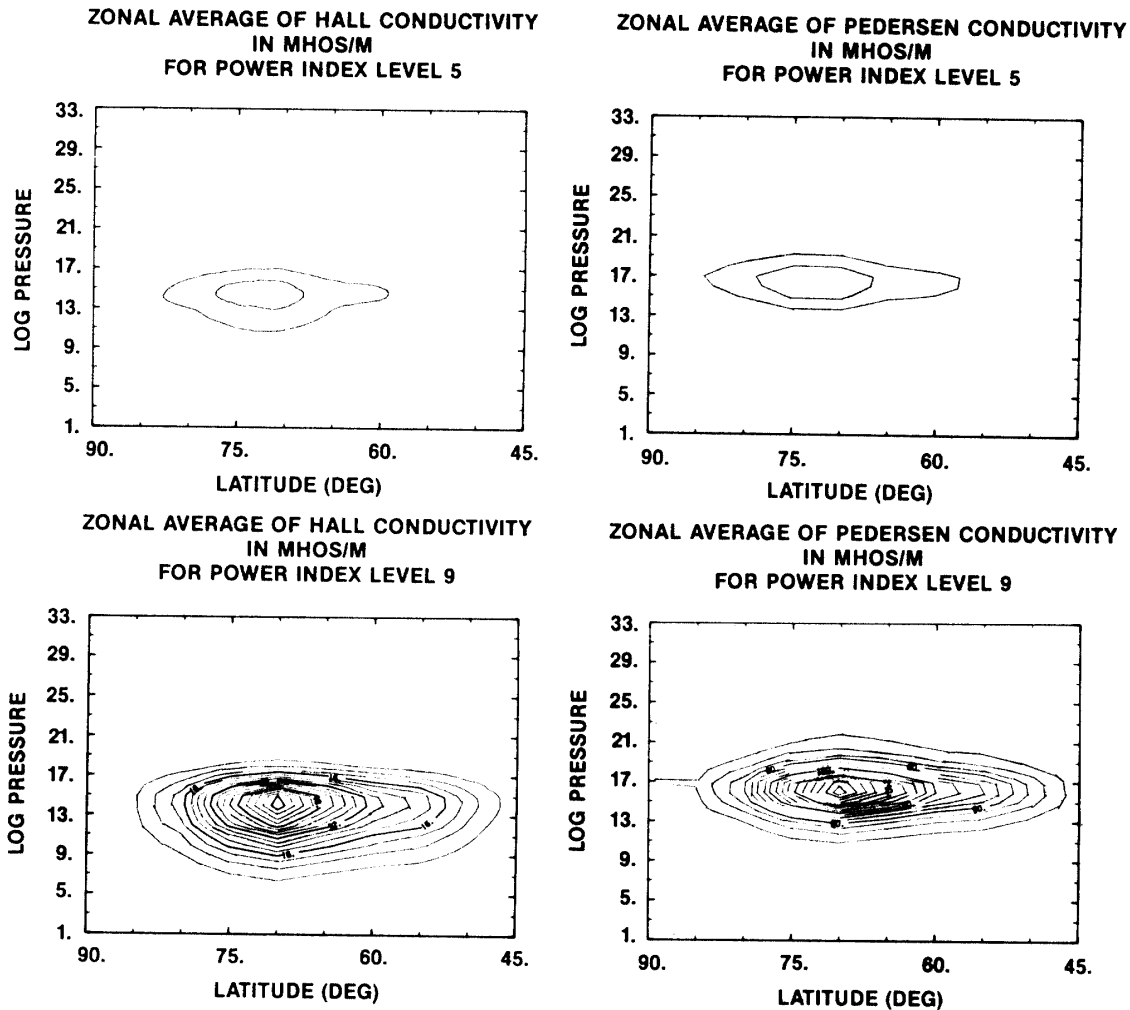 ZONAL AVERAGE OF HALL CONDUCTIVITY
IN MHOS/M
FOR POWER INDEX LEVEL 5
33.
29.
25.
21.
17.
13.
9.
5.
1.
LOG PRESSURE
90.
75.
60.
45.
LATITUDE (DEG)
ZONAL AVERAGE OF PEDERSEN CONDUCTIVITY
IN MHOS/M
FOR POWER INDEX LEVEL 5
33.
29.
25.
21.
17.
13.
9.
5.
1.
LOG PRESSURE
90.
75.
60.
45.
LATITUDE (DEG)
ZONAL AVERAGE OF HALL CONDUCTIVITY
IN MHOS/M
FOR POWER INDEX LEVEL 9
33.
29.
25.
21.
17.
13.
9.
5.
1.
LOG PRESSURE
90.
75.
60.
45.
LATITUDE (DEG)
ZONAL AVERAGE OF PEDERSEN CONDUCTIVITY
IN MHOS/M
FOR POWER INDEX LEVEL 9
33.
29.
25.
21.
17.
13.
9.
5.
1.
LOG PRESSURE
90.
75.
60.
45.
LATITUDE (DEG)